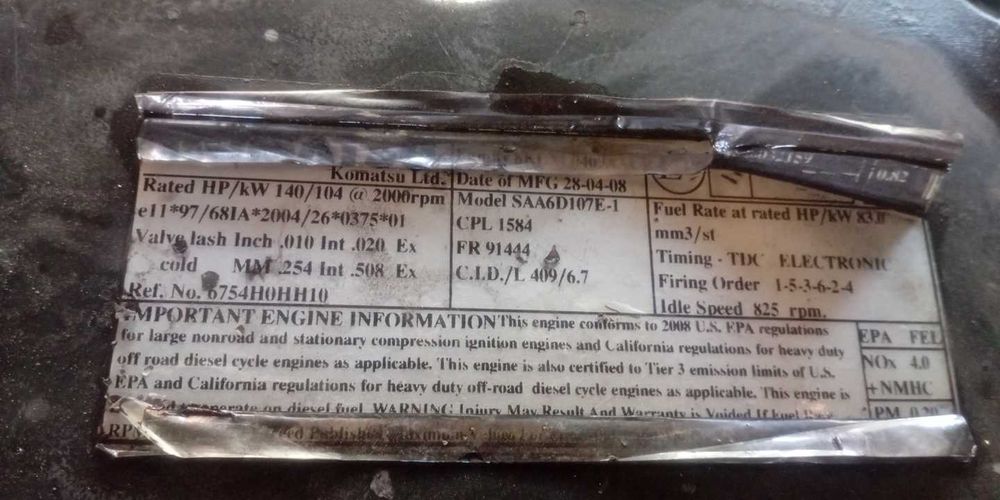 Komatsu Ltd.
Rated HP/kW 140/104 @ 2000rpm
e11*97/68IA*2004/26*0375*01
Valve lash Inch .010 Int .020 Ex
cold MM .254 Int .508 Ex
Ref. No. 6754H0HH10
Date of MFG 28-04-08
Model SAA6D107E-1
CPL 1584
FR 91444
C.I.D./L 409/6.7
0.82
Fuel Rate at rated HP/kW
mm3/st
Timing - TDC ELECTRONIC
Firing Order 1-5-3-6-2-4
Idle Speed 825 rpm.
IMPORTANT ENGINE INFORMATION This engine conforms to 2008 U.S. EPA regulations
for large nonroad and stationary compression ignition engines and California regulations for heavy duty
off road diesel cycle engines as applicable. This engine is also certified to Tier 3 emission limits of U.S.
EPA and California regulations for heavy duty off-road diesel cycle engines as applicable. This engine is
operate on diesel fuel. WARNING: Injury May Result And Warranty is Voided If fuel
EPA FEL
NOx 4.0
+NMHC
PM 0.20